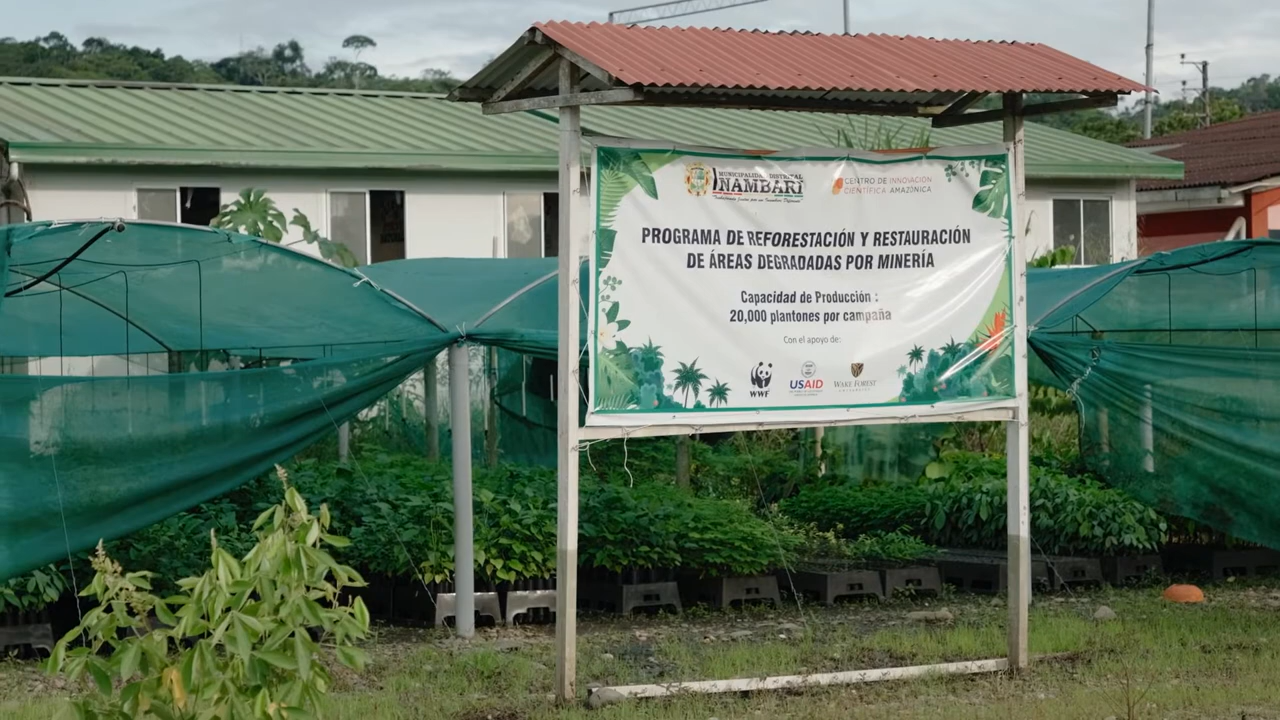 MUNICIPALIDAD DISTRITAL
INAMBARI
CENTRO DE INNOVACIÓN
CIENTÍFICA AMAZÓNICA
PROGRAMA DE REFORESTACIÓN Y RESTAURACIÓN
DE ÁREAS DEGRADADAS POR MINERÍA
Capacidad de Producción :
20,000 plantones por campaña
Con el apoyo de:
WWF
USAID
WAKE FOREST
UNIVERSITY